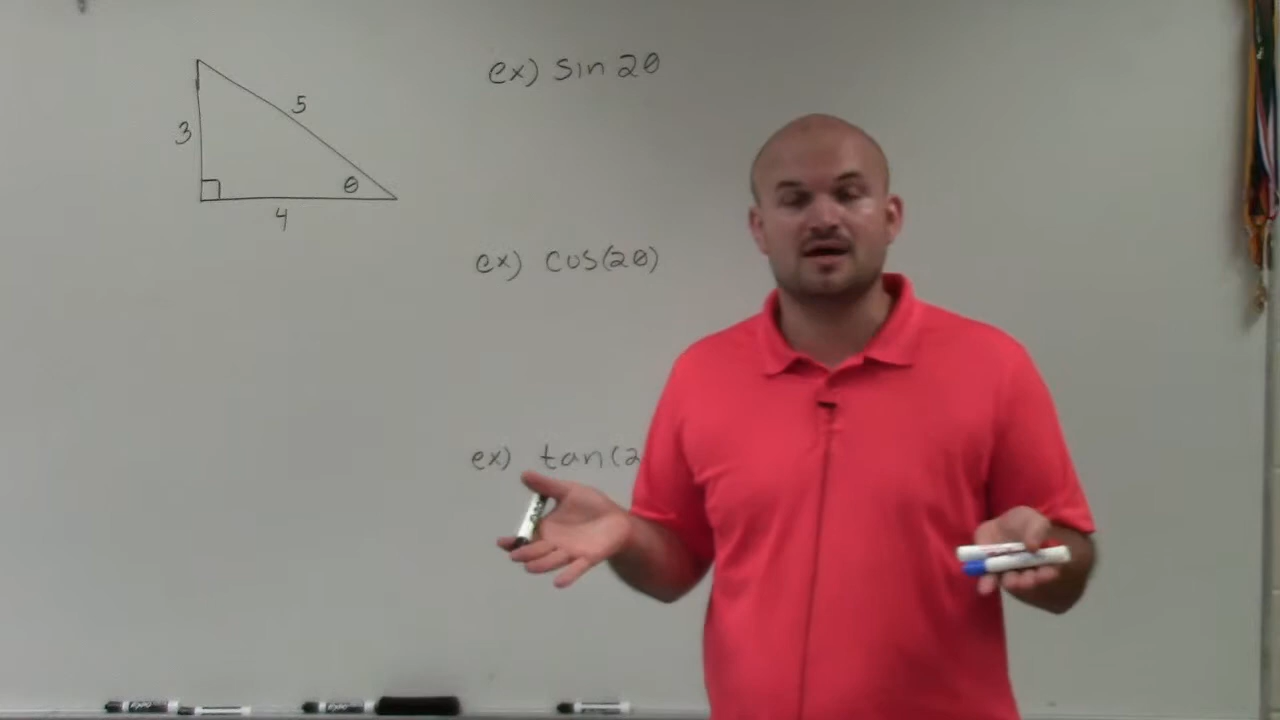 ex) sin 2θ
5
3
θ
4
ex) cos(2θ)
ex) tan(2